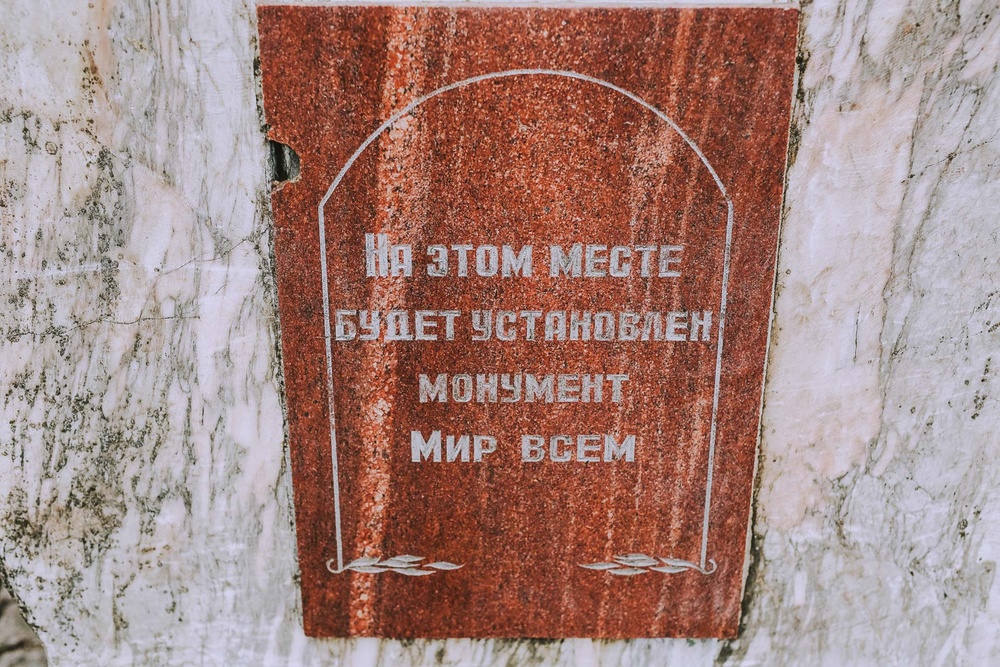 На этом месте
будет установлен
монумент
Мир всем